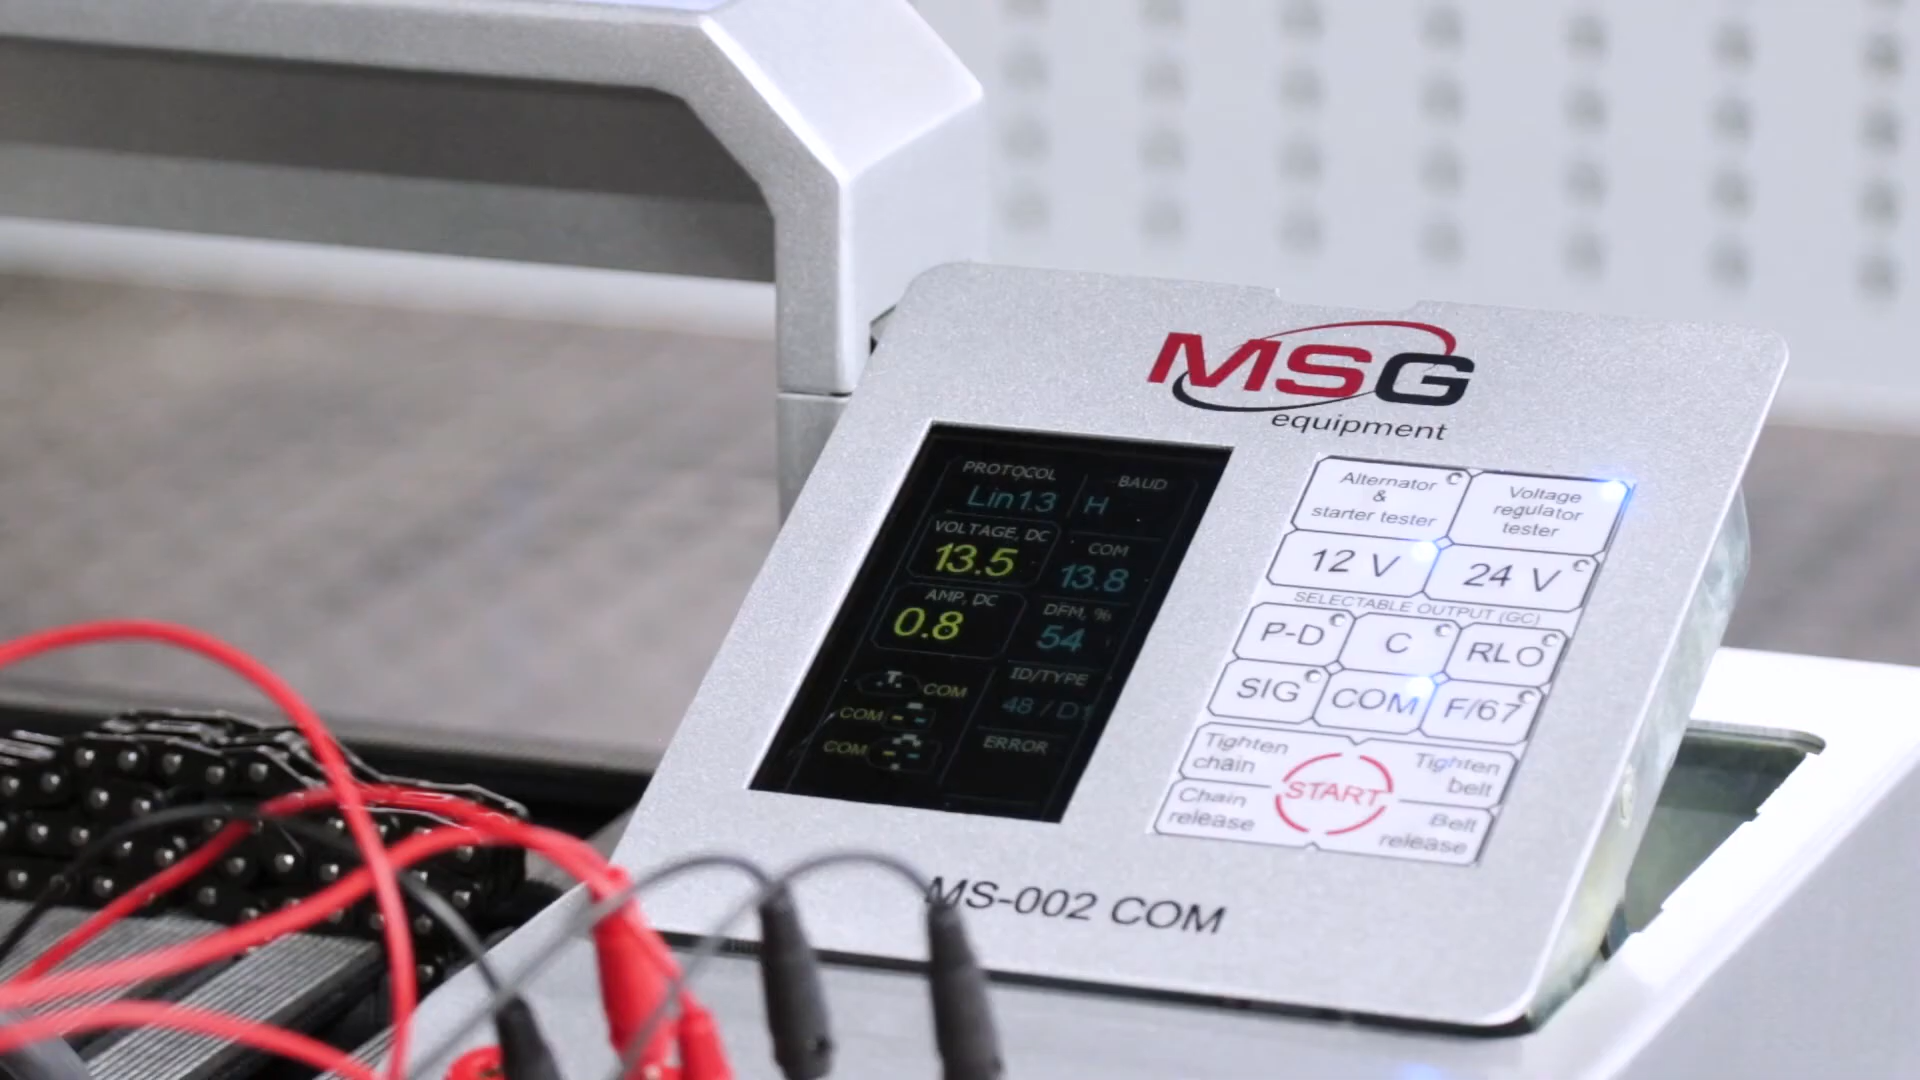 MSG
equipment
PROTOCOL
BAUD
Lin1.3
H
VOLTAGE, DC
13.5
COM
13.8
AMP, DC
0.8
DFM, %
54
T COM
COM
COM
ID/TYPE
48 / D1
ERROR
Alternator
&
starter tester
Voltage
regulator
tester
12 V
24 V
SELECTABLE OUTPUT (GC)
P-D
C
RLO
SIG
COM
F/67
Tighten
chain
Tighten
belt
START
Chain
release
Belt
release
MS-002 COM